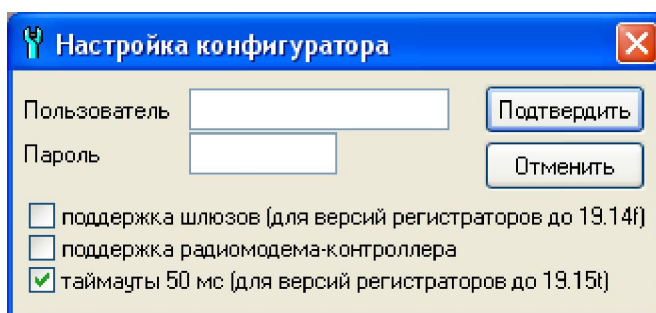 Настройка конфигуратора
Пользователь
Подтвердить
Пароль
Отменить
поддержка шлюзов (для версий регистраторов до 19.14f)
поддержка радиомодема-контроллера
таймауты 50 мс (для версий регистраторов до 19.15t)